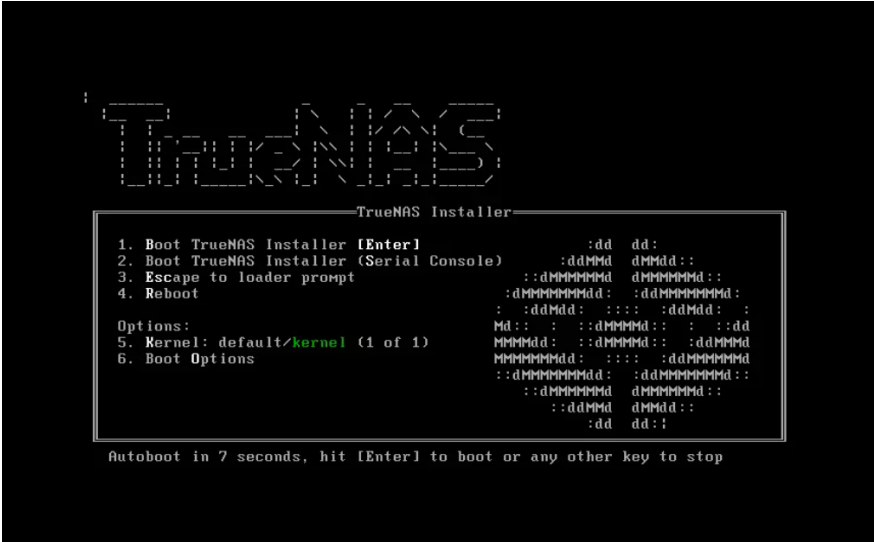 TrueNAS
TrueNAS Installer
1. Boot TrueNAS Installer [Enter]
2. Boot TrueNAS Installer (Serial Console)
3. Escape to loader prompt
4. Reboot
Options:
5. Kernel: default/kernel (1 of 1)
6. Boot Options
Autoboot in 7 seconds, hit [Enter] to boot or any other key to stop